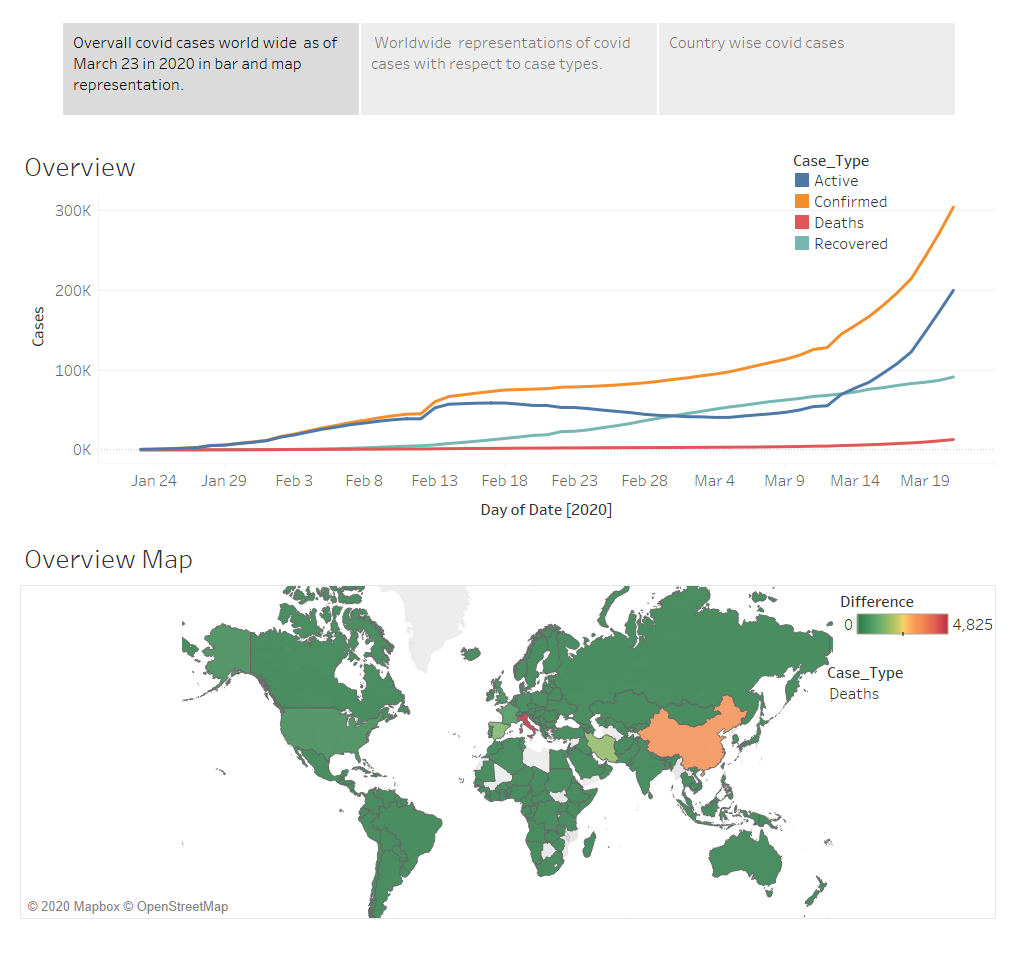 Overvall covid cases world wide as of
March 23 in 2020 in bar and map
representation.
Worldwide representations of covid
cases with respect to case types.
Country wise covid cases
Overview
Case_Type
Active
Confirmed
Deaths
Recovered
300K
200K
100K
0K
Cases
Jan 24 Jan 29 Feb 3 Feb 8 Feb 13 Feb 18 Feb 23 Feb 28 Mar 4 Mar 9 Mar 14 Mar 19
Day of Date [2020]
Overview Map
Difference
0 4,825
Case_Type
Deaths
© 2020 Mapbox © OpenStreetMap